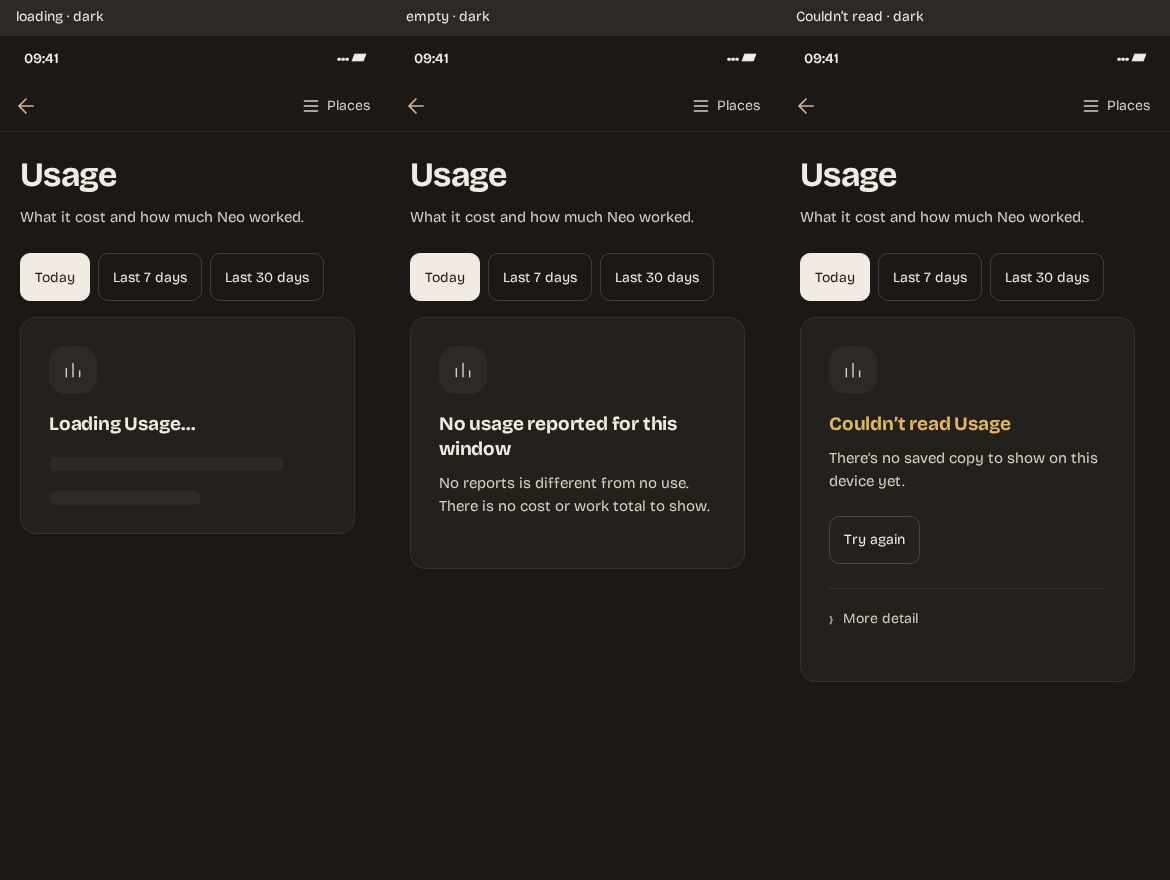 loading · dark
09:41
Places
Usage
What it cost and how much Neo worked.
Today
Last 7 days
Last 30 days
Loading Usage…
empty · dark
09:41
Places
Usage
What it cost and how much Neo worked.
Today
Last 7 days
Last 30 days
No usage reported for this
window
No reports is different from no use.
There is no cost or work total to show.
Couldn’t read · dark
09:41
Places
Usage
What it cost and how much Neo worked.
Today
Last 7 days
Last 30 days
Couldn’t read Usage
There’s no saved copy to show on this
device yet.
Try again
More detail